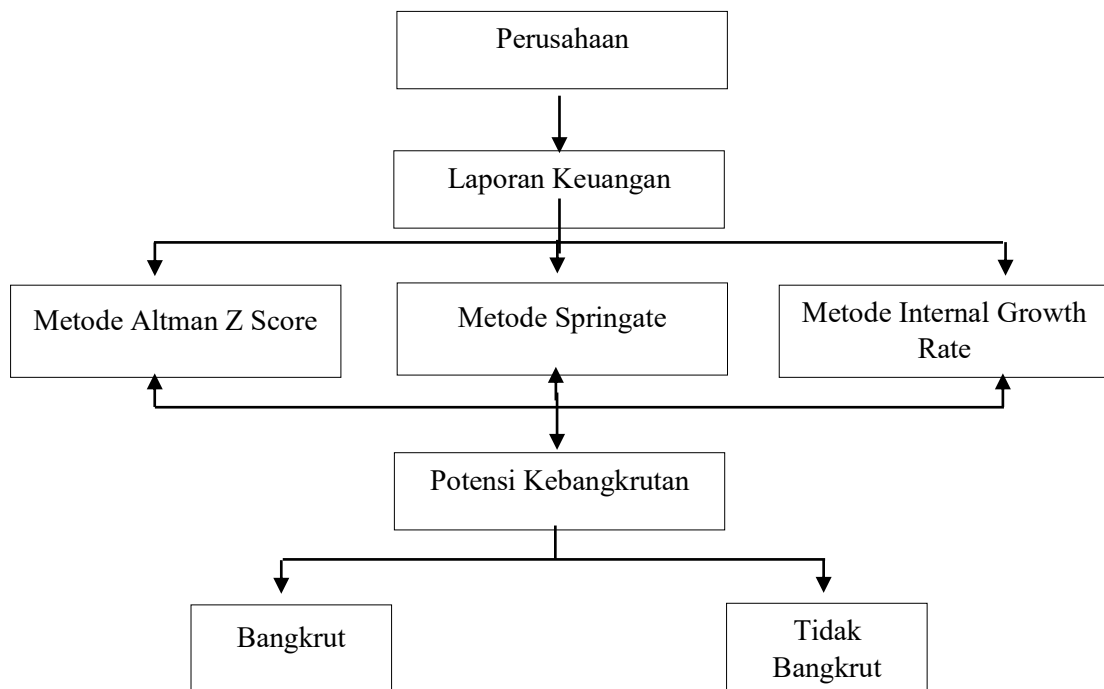 Perusahaan
Laporan Keuangan
Metode Altman Z Score
Metode Springate
Metode Internal Growth
Rate
Potensi Kebangkrutan
Bangkrut
Tidak
Bangkrut